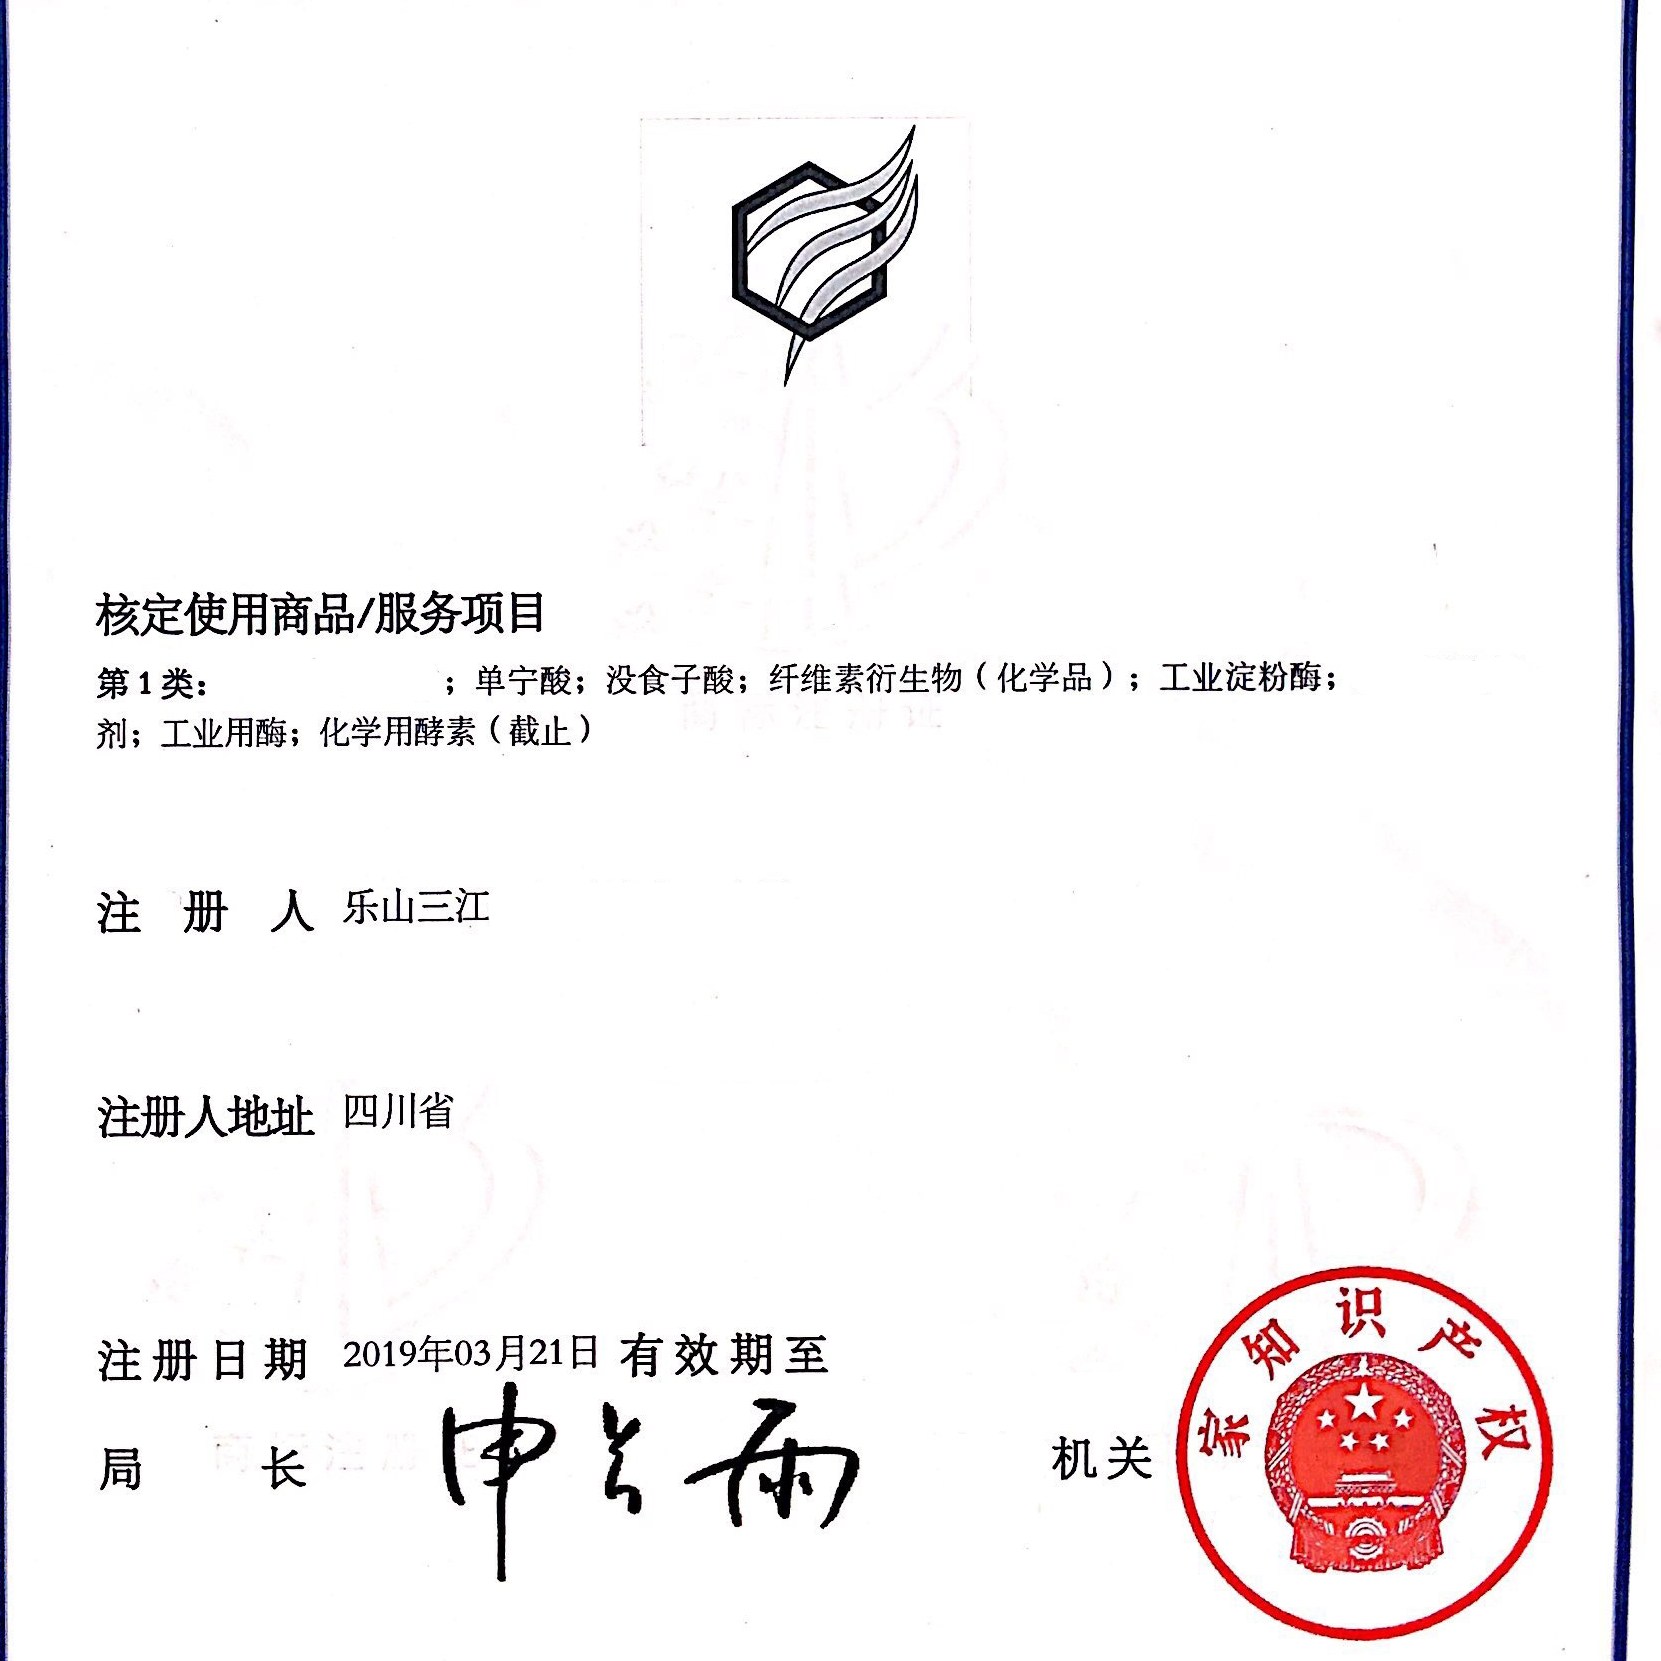 核定使用商品/服务项目
第1类： ；单宁酸；没食子酸；纤维素衍生物（化学品）；工业淀粉酶；
剂；工业用酶；化学用酵素（截止）
注 册 人 乐山三江
注册人地址 四川省
注册日期 2019年03月21日 有效期至
局 长 申长雨
机关
家知识产权